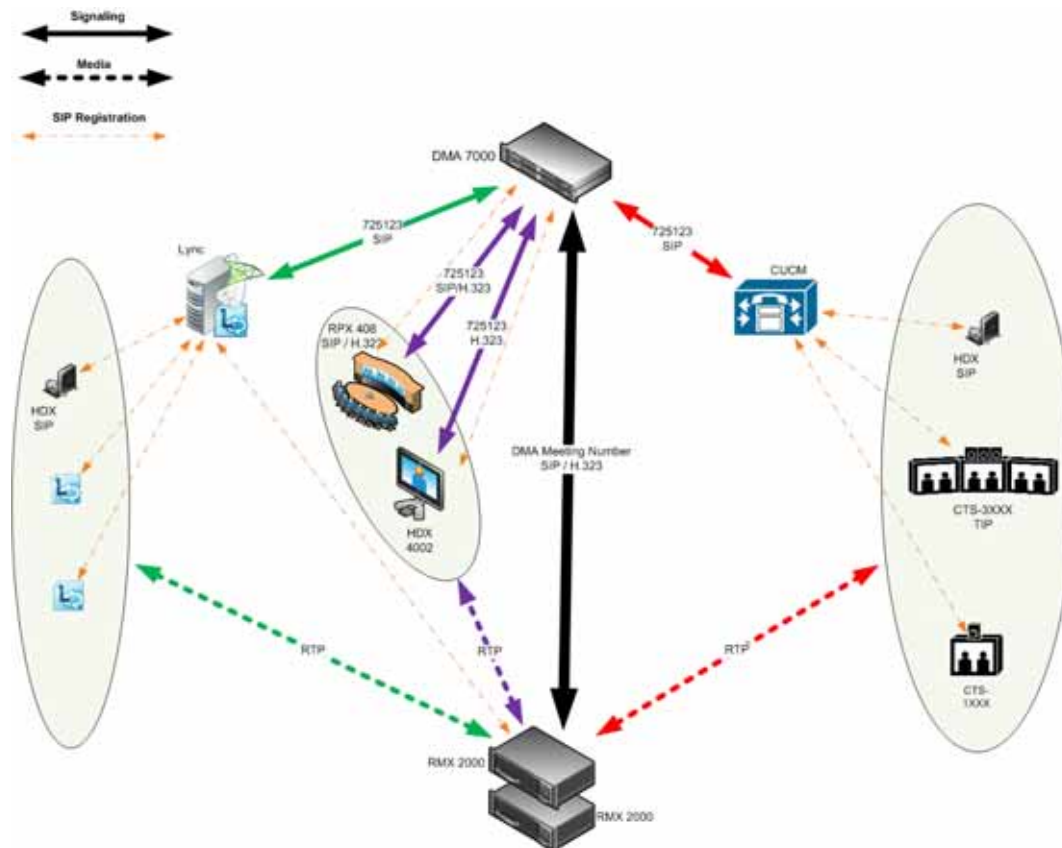 Signaling
Media
SIP Registration
DMA 7000
725123
SIP
725123
SIP
Lync
CUCM
725123
SIP/H.323
725123
H.323
RPX 408
SIP / H.323
HDX
SIP
HDX
SIP
DMA Meeting Number
SIP / H.323
CTS-3XXX
TIP
HDX
4002
RTP
RTP
RTP
CTS-
1XXX
RMX 2000
RMX 2000